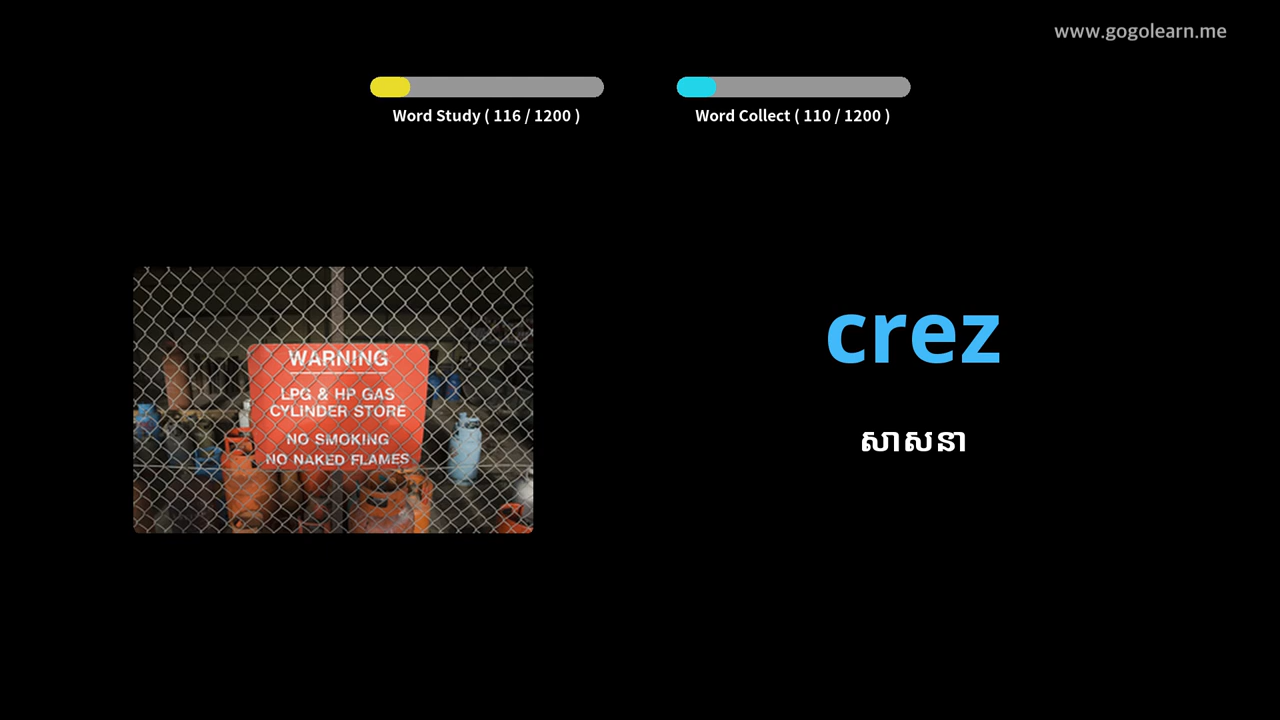 www.gogolearn.me
Word Study ( 116 / 1200 )
Word Collect ( 110 / 1200 )
WARNING
LPG & HP GAS
CYLINDER STORE
NO SMOKING
NO NAKED FLAMES
crez
សាសនា